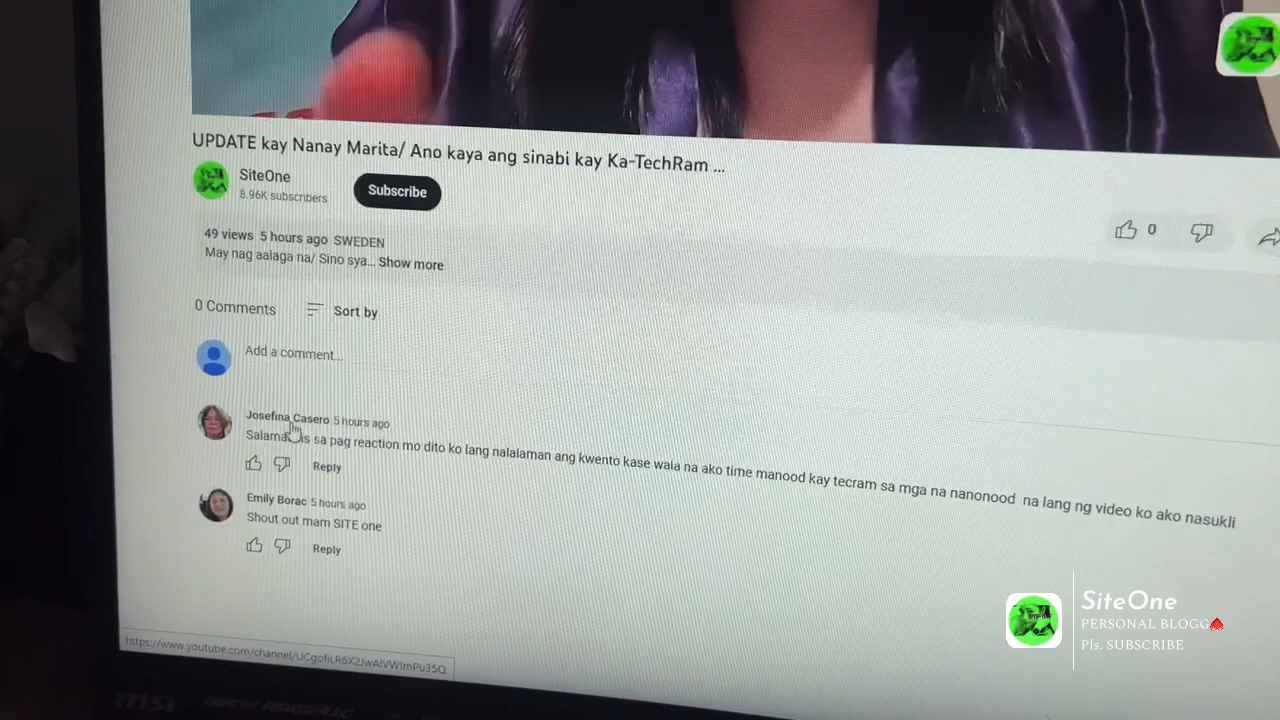 UPDATE kay Nanay Marita/ Ano kaya ang sinabi kay Ka-TechRam ...
SiteOne
8.96K subscribers
Subscribe
0
49 views 5 hours ago SWEDEN
May nag aalaga na/ Sino sya... Show more
0 Comments
Sort by
Add a comment...
Josefina Casero 5 hours ago
sa pag reaction mo dito ko lang nalalaman ang kwento kase wala na ako time manood kay tecram sa mga na nanonood na lang ng video ko ako nasukli
Reply
Emily Borac 5 hours ago
Shout out mam SITE one
Reply
SiteOne
PERSONAL BLOGG
Pls. SUBSCRIBE
msi